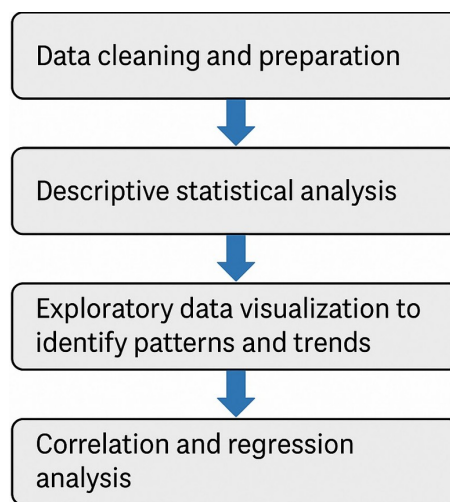 Data cleaning and preparation
Descriptive statistical analysis
Exploratory data visualization to
identify patterns and trends
Correlation and regression
analysis